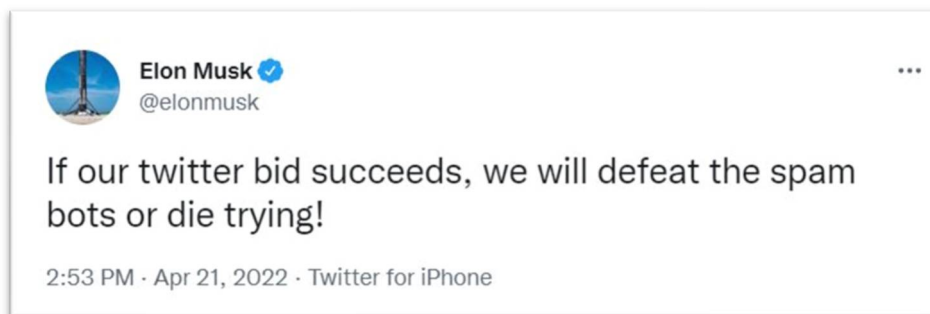 Elon Musk
@elonmusk
If our twitter bid succeeds, we will defeat the spam
bots or die trying!
2:53 PM · Apr 21, 2022 · Twitter for iPhone